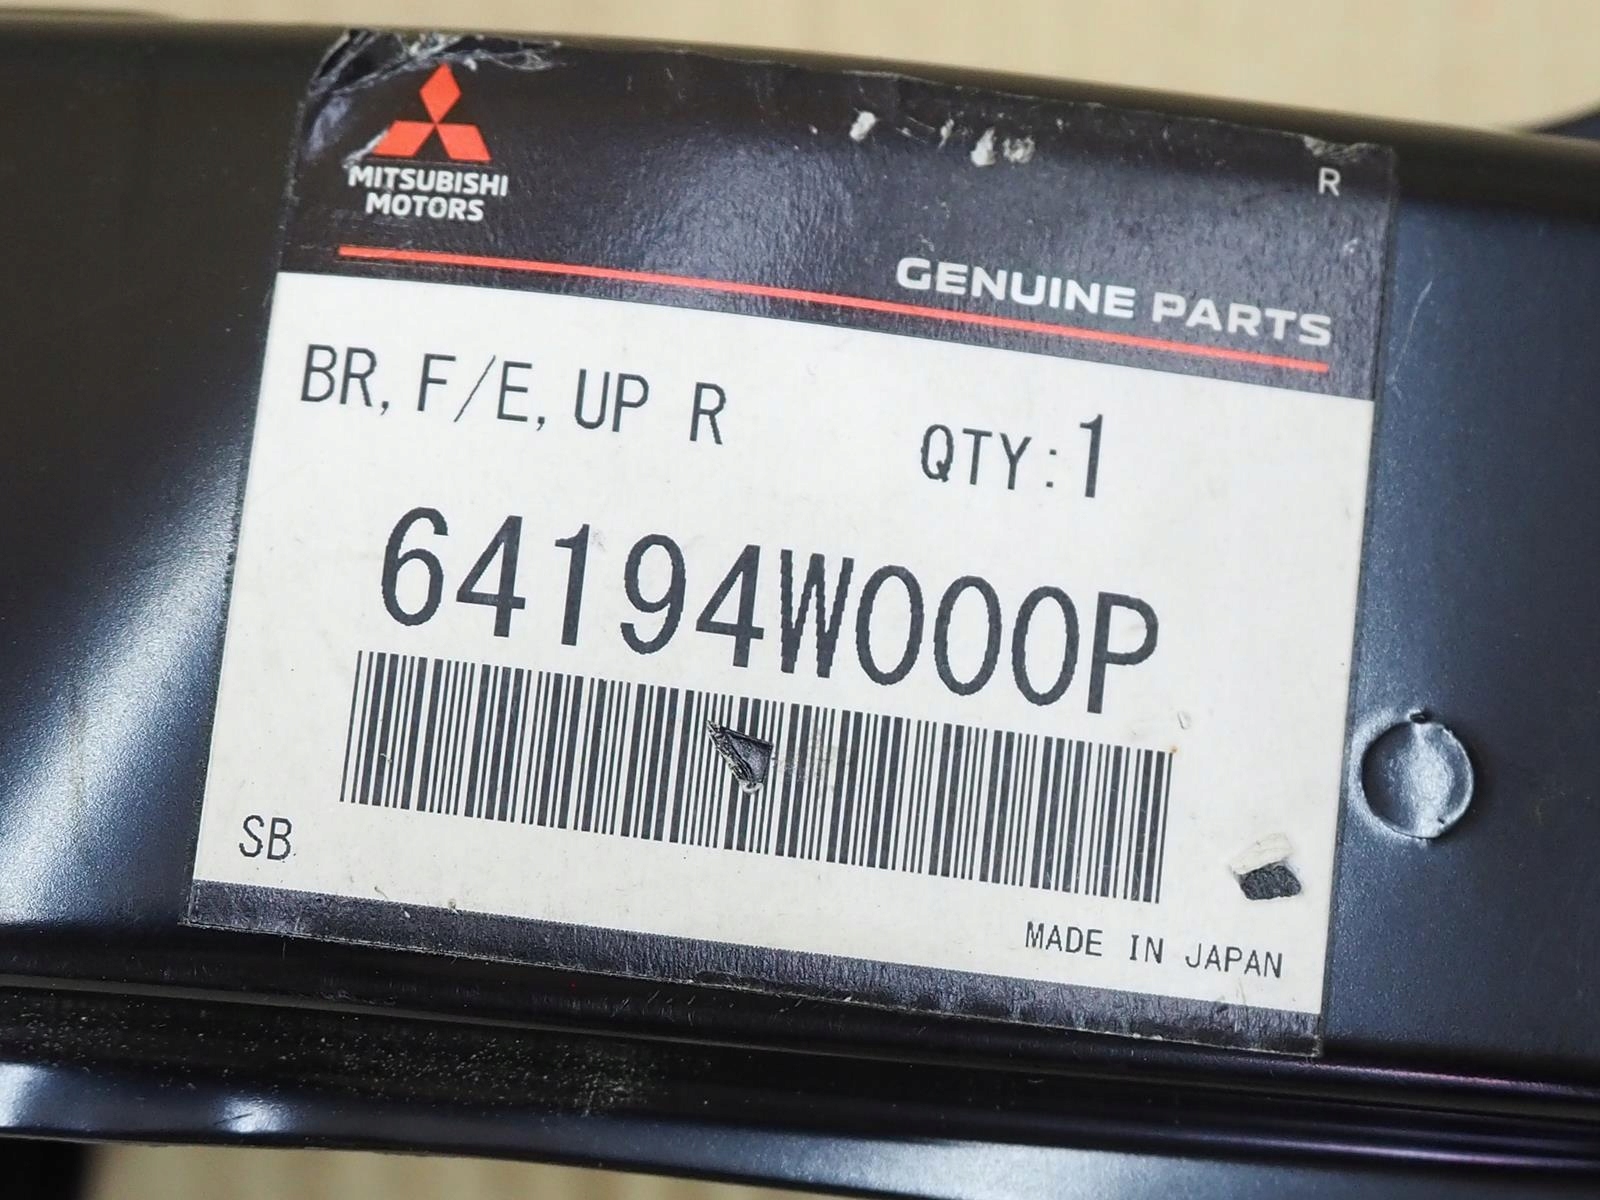 MITSUBISHI
MOTORS
R
GENUINE PARTS
BR, F/E, UP R
QTY:1
64194W000P
SB
MADE IN JAPAN